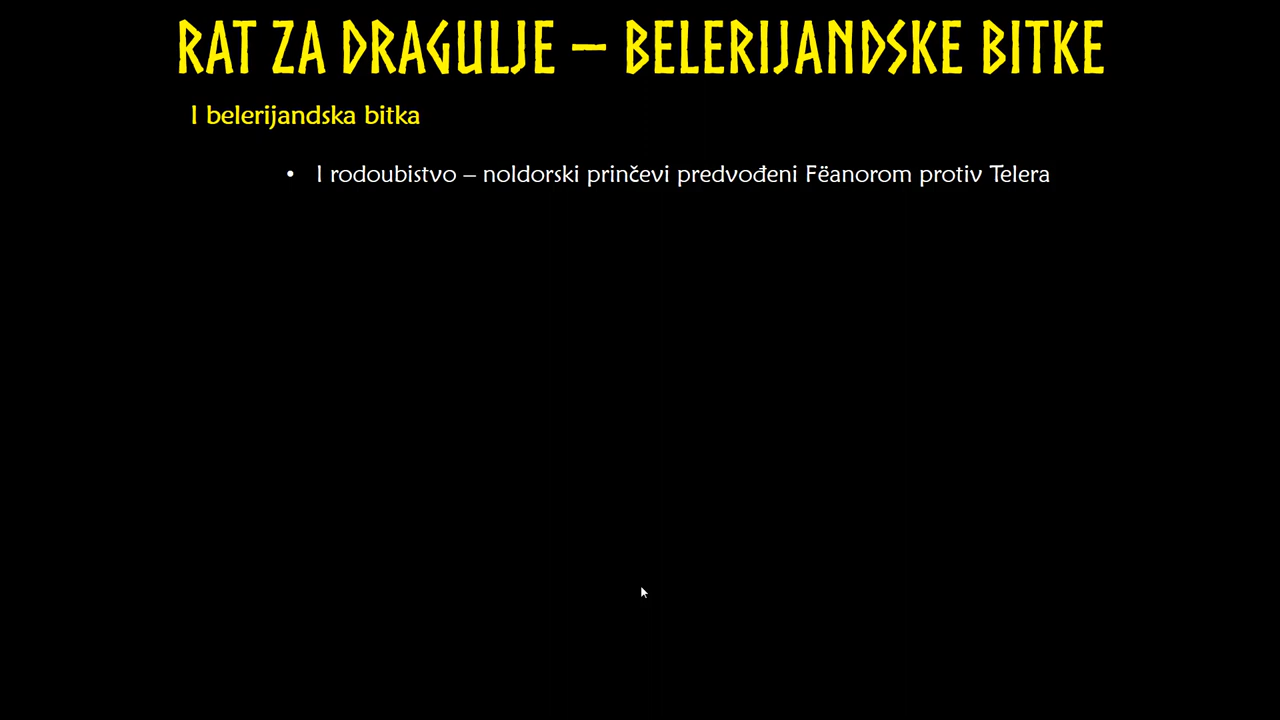 RAT ZA DRAGULJE – BELERIJANDSKE BITKE
I belerijandska bitka
• I rodoubistvo – noldorski prinčevi predvođeni Fëanorom protiv Telera